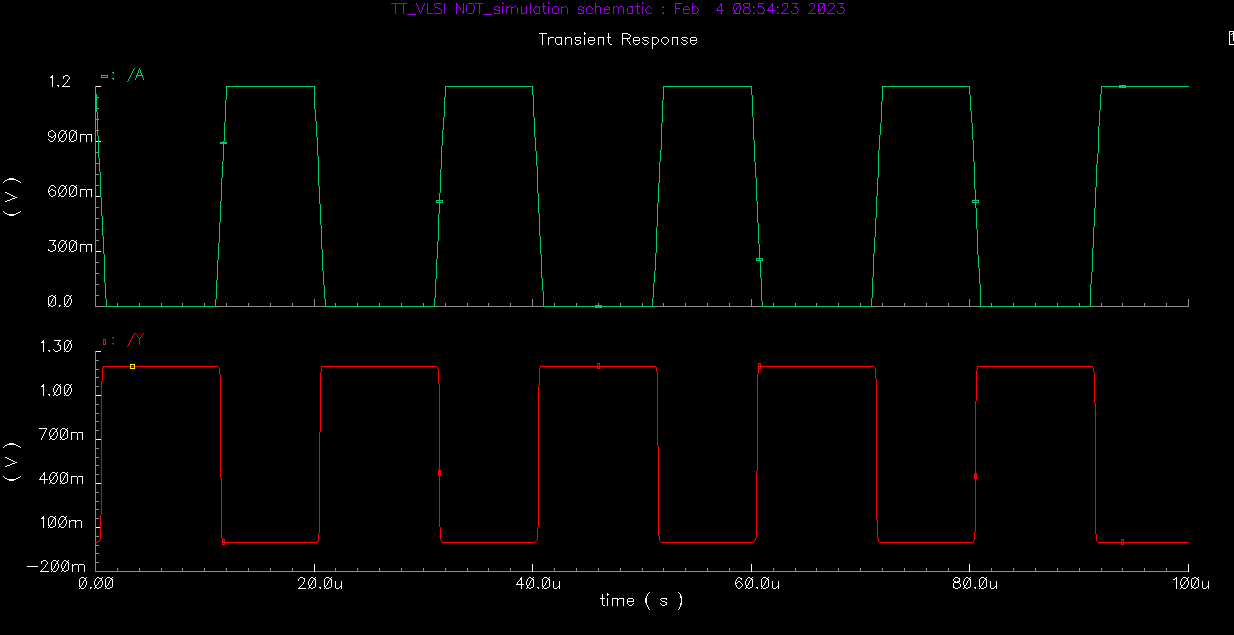 TT_VLSI NOT_simulation schematic : Feb 4 08:54:23 2023
Transient Response
: /A
1.2
900m
600m
300m
0.0
( V )
: /Y
1.30
1.00
700m
400m
100m
-200m
( V )
0.00 20.0u 40.0u 60.0u 80.0u 100u
time ( s )